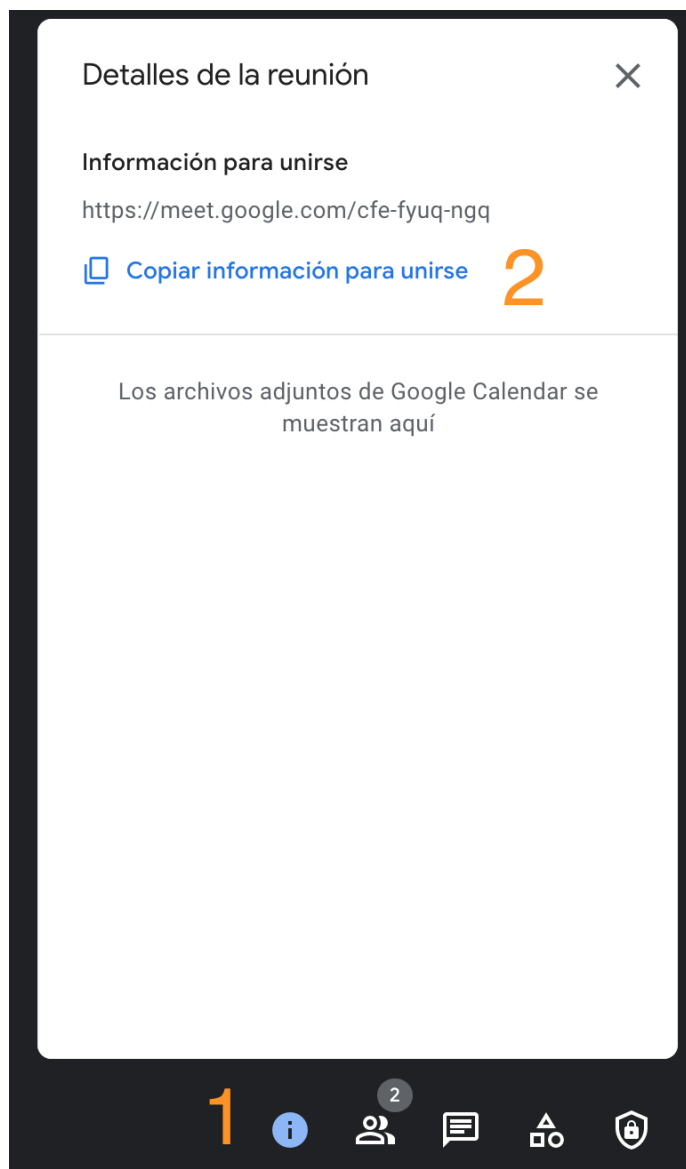 Detalles de la reunión
Información para unirse
https://meet.google.com/cfe-fyuq-ngq
Copiar información para unirse
2
Los archivos adjuntos de Google Calendar se
muestran aquí
2
1
i